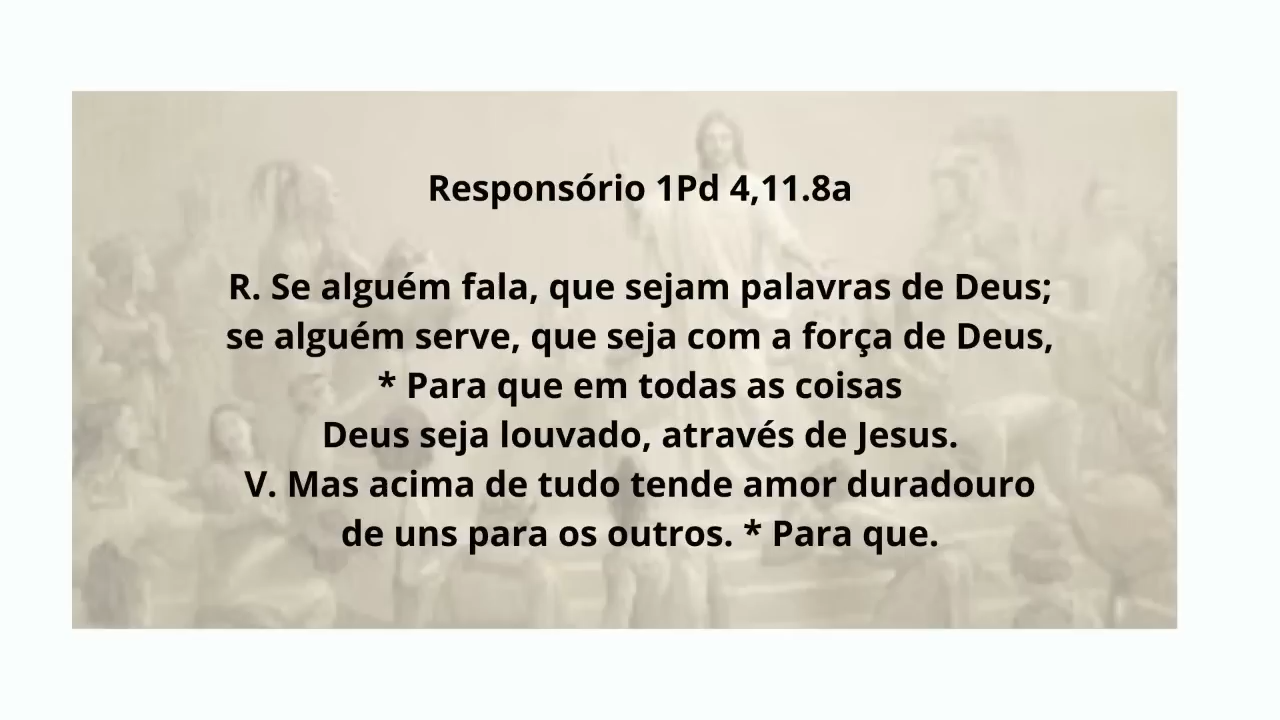 Responsório 1Pd 4,11.8a
R. Se alguém fala, que sejam palavras de Deus;
se alguém serve, que seja com a força de Deus,
* Para que em todas as coisas
Deus seja louvado, através de Jesus.
V. Mas acima de tudo tende amor duradouro
de uns para os outros. * Para que.